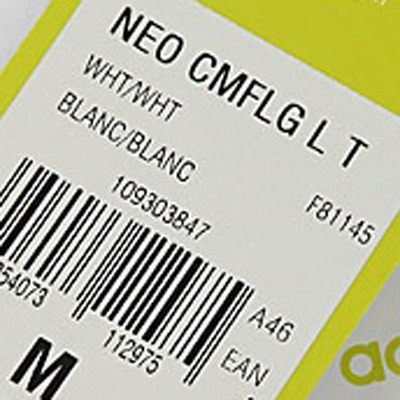 NEO CMFLG L T
WHT/WHT
BLANC/BLANC
109303847
F81145
54073
112975
A46
EAN
M